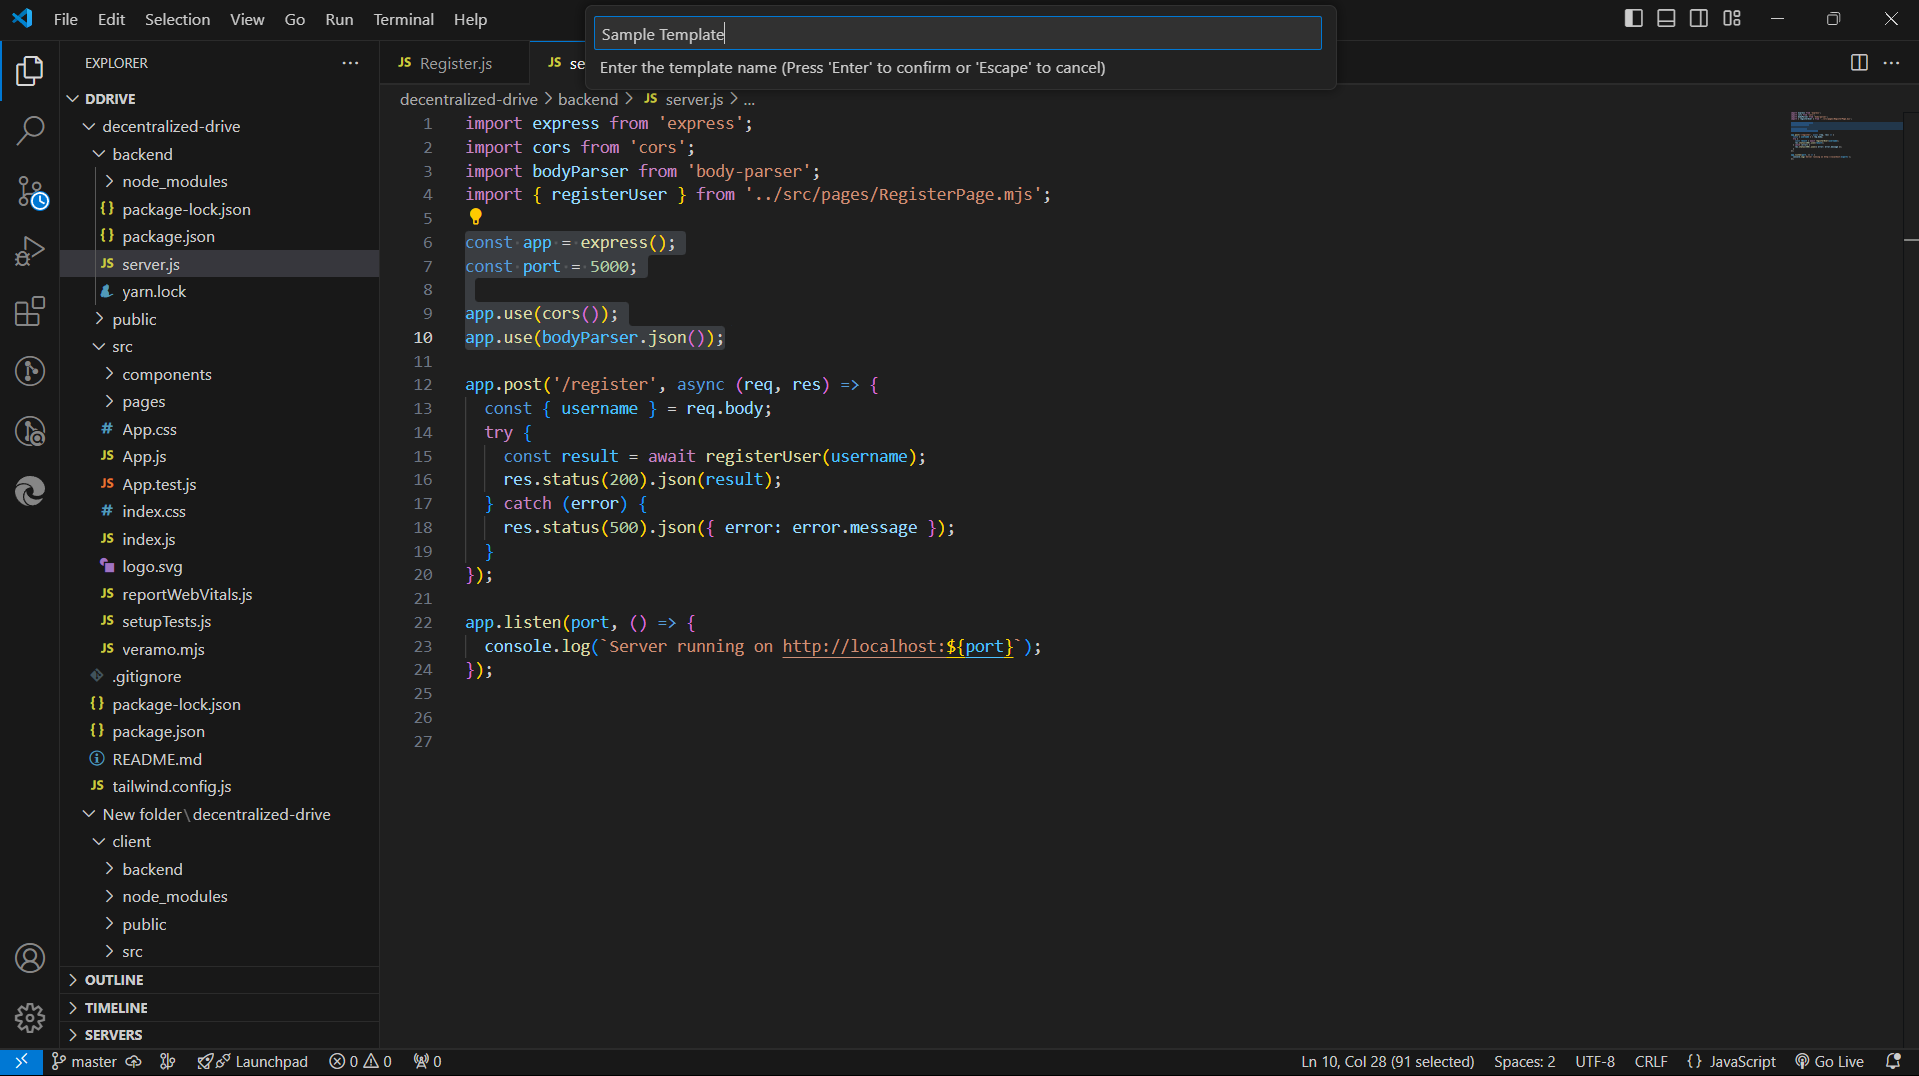 File Edit Selection View Go Run Terminal Help
Sample Template
Enter the template name (Press 'Enter' to confirm or 'Escape' to cancel)
EXPLORER
JS Register.js
JS se
DDRIVE
decentralized-drive
backend
node_modules
{} package-lock.json
{} package.json
JS server.js
yarn.lock
public
src
components
pages
# App.css
JS App.js
JS App.test.js
# index.css
JS index.js
logo.svg
JS reportWebVitals.js
JS setupTests.js
JS veramo.mjs
.gitignore
{} package-lock.json
{} package.json
README.md
JS tailwind.config.js
New folder\decentralized-drive
client
backend
node_modules
public
src
OUTLINE
TIMELINE
SERVERS
decentralized-drive > backend > JS server.js > ...
1 import express from 'express';
2 import cors from 'cors';
3 import bodyParser from 'body-parser';
4 import { registerUser } from '../src/pages/RegisterPage.mjs';
5
6 const app = express();
7 const port = 5000;
8
9 app.use(cors());
10 app.use(bodyParser.json());
11
12 app.post('/register', async (req, res) => {
13 const { username } = req.body;
14 try {
15 const result = await registerUser(username);
16 res.status(200).json(result);
17 } catch (error) {
18 res.status(500).json({ error: error.message });
19 }
20 });
21
22 app.listen(port, () => {
23 console.log(`Server running on http://localhost:${port}`);
24 });
25
26
27
master Launchpad 0 0 0 Ln 10, Col 28 (91 selected) Spaces: 2 UTF-8 CRLF {} JavaScript Go Live